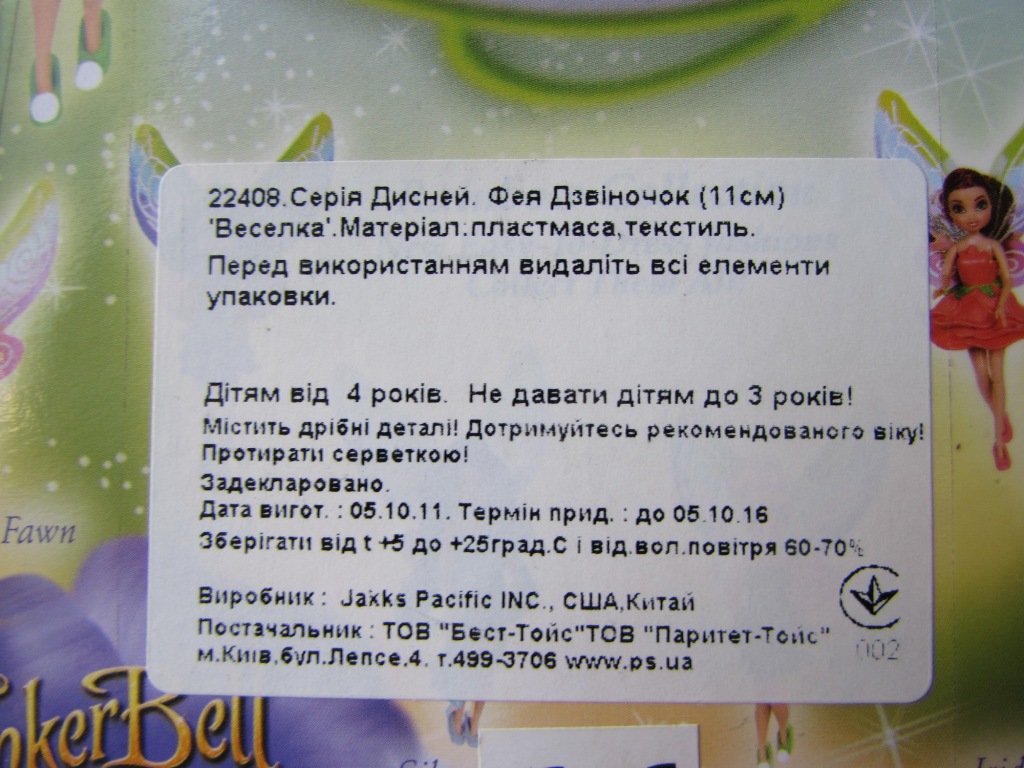 22408.Серія Дисней. Фея Дзвіночок (11см)
'Веселка'.Матеріал:пластмаса,текстиль.
Перед використанням видаліть всі елементи
упаковки.
Дітям від 4 років. Не давати дітям до 3 років!
Містить дрібні деталі! Дотримуйтесь рекомендованого віку!
Протирати серветкою!
Задекларовано.
Дата вигот. : 05.10.11. Термін прид. : до 05.10.16
Зберігати від t +5 до +25град.С і від.вол.повітря 60-70%
Виробник : Jakks Pacific INC., США,Китай
Постачальник : ТОВ "Бест-Тойс"ТОВ "Паритет-Тойс"
м.Київ,бул.Лепсе,4, т.499-3706 www.ps.ua
002
Fawn
nkerBell